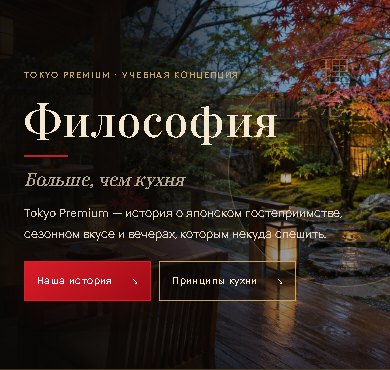 TOKYO PREMIUM · УЧЕБНАЯ КОНЦЕПЦИЯ
Философия
Больше, чем кухня
Tokyo Premium — история о японском гостеприимстве,
сезонном вкусе и вечерах, которым некуда спешить.
Наша история ↘
Принципы кухни ↘